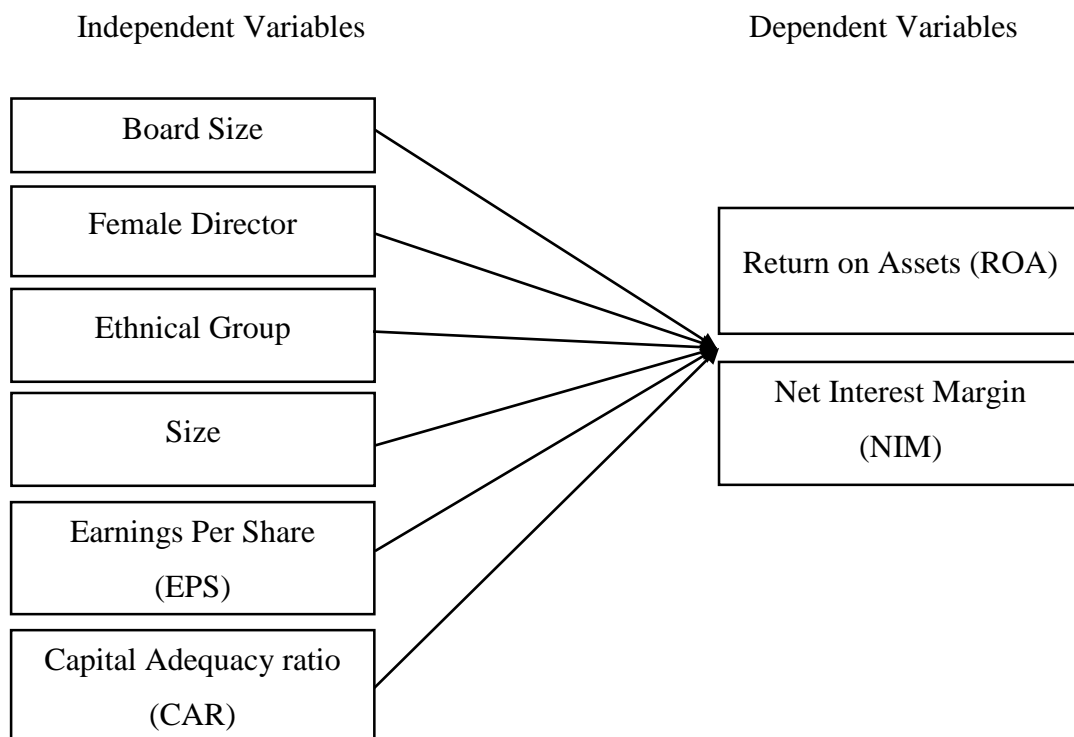 Independent Variables
Dependent Variables
Board Size
Female Director
Ethnical Group
Size
Earnings Per Share
(EPS)
Capital Adequacy ratio
(CAR)
Return on Assets (ROA)
Net Interest Margin
(NIM)